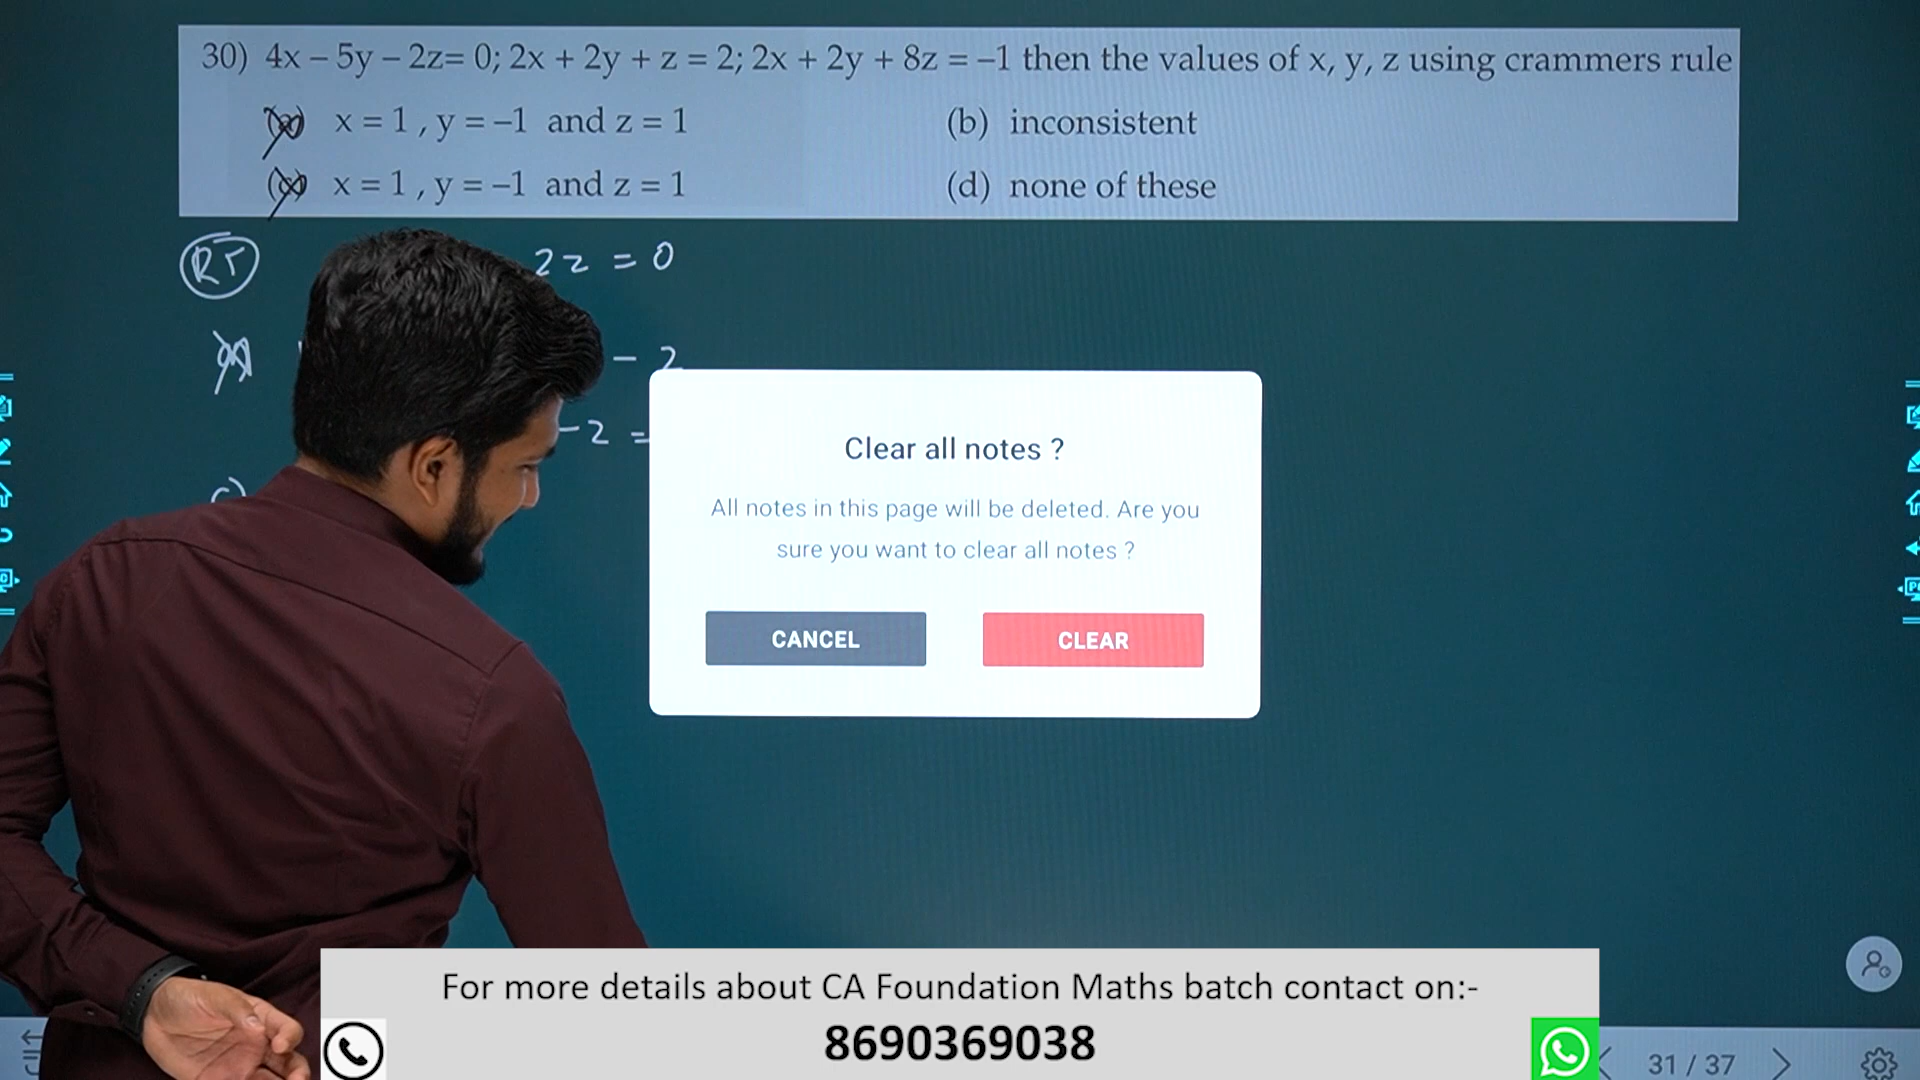 30) 4x – 5y – 2z= 0; 2x + 2y + z = 2; 2x + 2y + 8z = –1 then the values of x, y, z using crammers rule
x = 1 , y = –1 and z = 1
(b) inconsistent
x = 1 , y = –1 and z = 1
(d) none of these
RT
2z = 0
- 2
-2 =
Clear all notes ?
All notes in this page will be deleted. Are you
sure you want to clear all notes ?
CANCEL
CLEAR
For more details about CA Foundation Maths batch contact on:-
8690369038
31 / 37